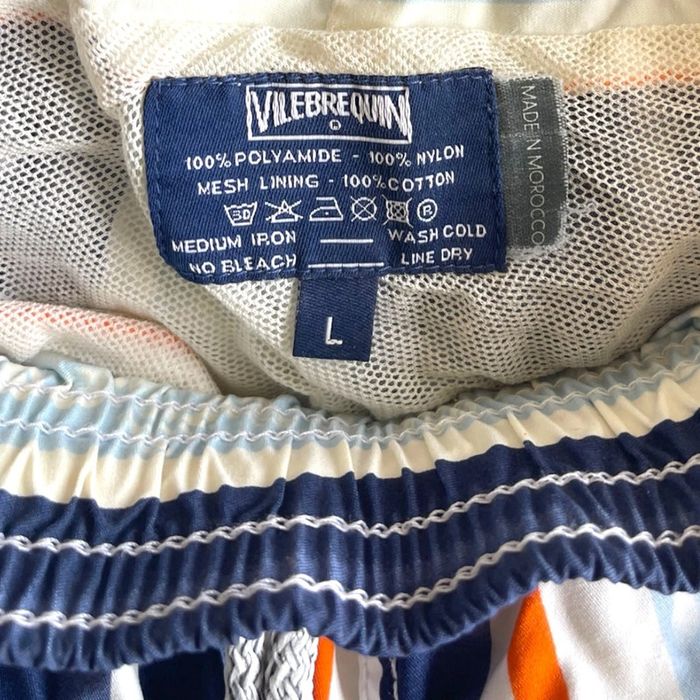 VILEBREQUIN
®
100% POLYAMIDE - 100% NYLON
MESH LINING - 100% COTTON
30 ®
MEDIUM IRON WASH COLD
NO BLEACH LINE DRY
L
MADE IN MOROCCO